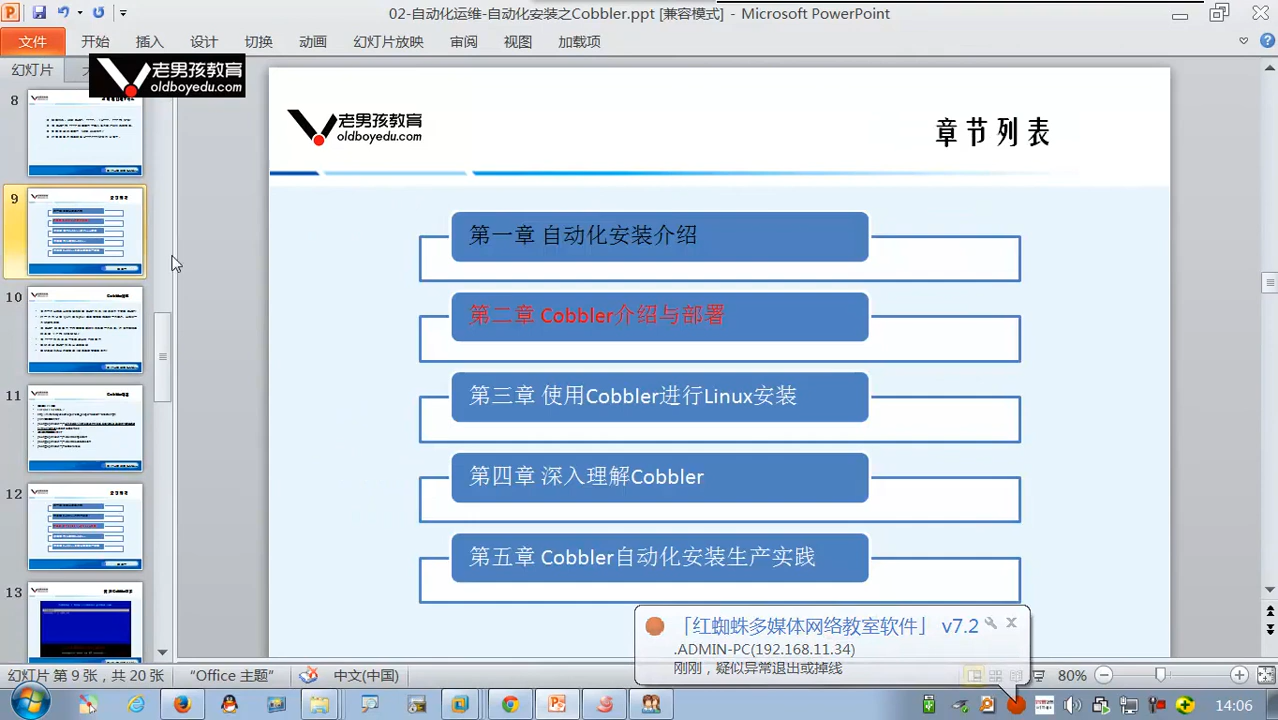 02-自动化运维-自动化安装之Cobbler.ppt [兼容模式] - Microsoft PowerPoint
文件 开始 插入 设计 切换 动画 幻灯片放映 审阅 视图 加载项
幻灯片
老男孩教育
oldboyedu.com
8
9
10
11
12
13
老男孩教育
oldboyedu.com
章节列表
第一章 自动化安装介绍
第二章 Cobbler介绍与部署
第三章 使用Cobbler进行Linux安装
第四章 深入理解Cobbler
第五章 Cobbler自动化安装生产实践
「红蜘蛛多媒体网络教室软件」 v7.2
.ADMIN-PC(192.168.11.34)
刚刚，疑似异常退出或掉线
幻灯片 第 9 张，共 20 张 "Office 主题" 中文(中国) 80%
14:06